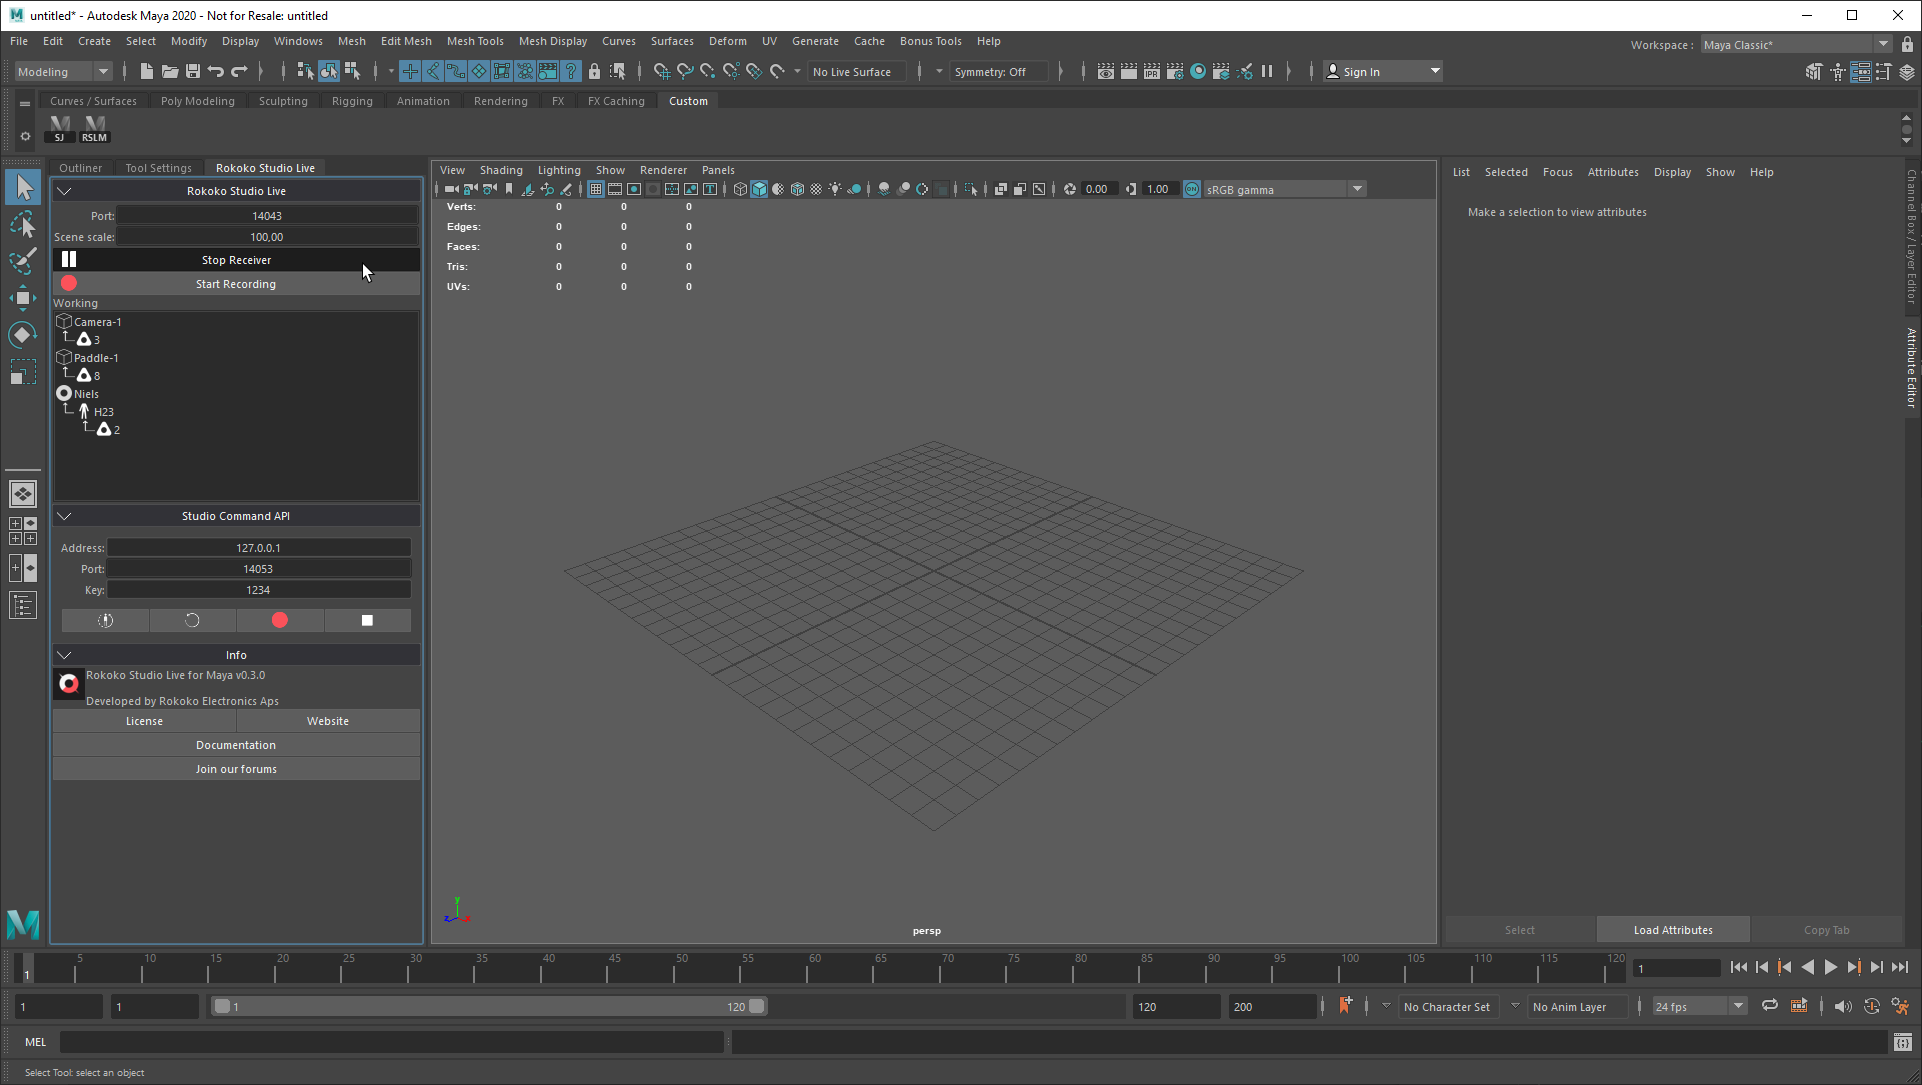 untitled* - Autodesk Maya 2020 - Not for Resale: untitled
File Edit Create Select Modify Display Windows Mesh Edit Mesh Mesh Tools Mesh Display Curves Surfaces Deform UV Generate Cache Bonus Tools Help
Workspace : Maya Classic*
Modeling No Live Surface Symmetry: Off IPR Sign In
Curves / Surfaces Poly Modeling Sculpting Rigging Animation Rendering FX FX Caching Custom
SJ RSLM
Outliner Tool Settings Rokoko Studio Live
Rokoko Studio Live
Port: 14043
Scene scale: 100,00
Stop Receiver
Start Recording
Working
Camera-1
3
Paddle-1
8
Niels
H23
2
Studio Command API
Address: 127.0.0.1
Port: 14053
Key: 1234
Info
Rokoko Studio Live for Maya v0.3.0
Developed by Rokoko Electronics Aps
License Website
Documentation
Join our forums
View Shading Lighting Show Renderer Panels
0.00 1.00 ON sRGB gamma
Verts: 0 0 0
Edges: 0 0 0
Faces: 0 0 0
Tris: 0 0 0
UVs: 0 0 0
y
z x
persp
List Selected Focus Attributes Display Show Help
Make a selection to view attributes
Channel Box / Layer Editor
Attribute Editor
Select Load Attributes Copy Tab
1 5 10 15 20 25 30 35 40 45 50 55 60 65 70 75 80 85 90 95 100 105 110 115 120 1
1 1 1 120 120 200 No Character Set No Anim Layer 24 fps
MEL
Select Tool: select an object